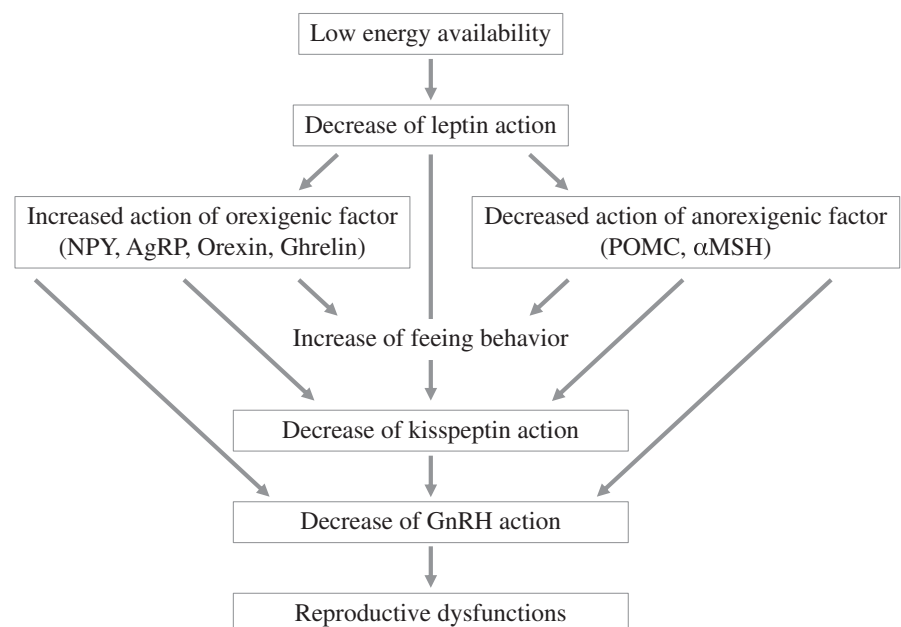 Low energy availability
Decrease of leptin action
Increased action of orexigenic factor
(NPY, AgRP, Orexin, Ghrelin)
Decreased action of anorexigenic factor
(POMC, αMSH)
Increase of feeing behavior
Decrease of kisspeptin action
Decrease of GnRH action
Reproductive dysfunctions